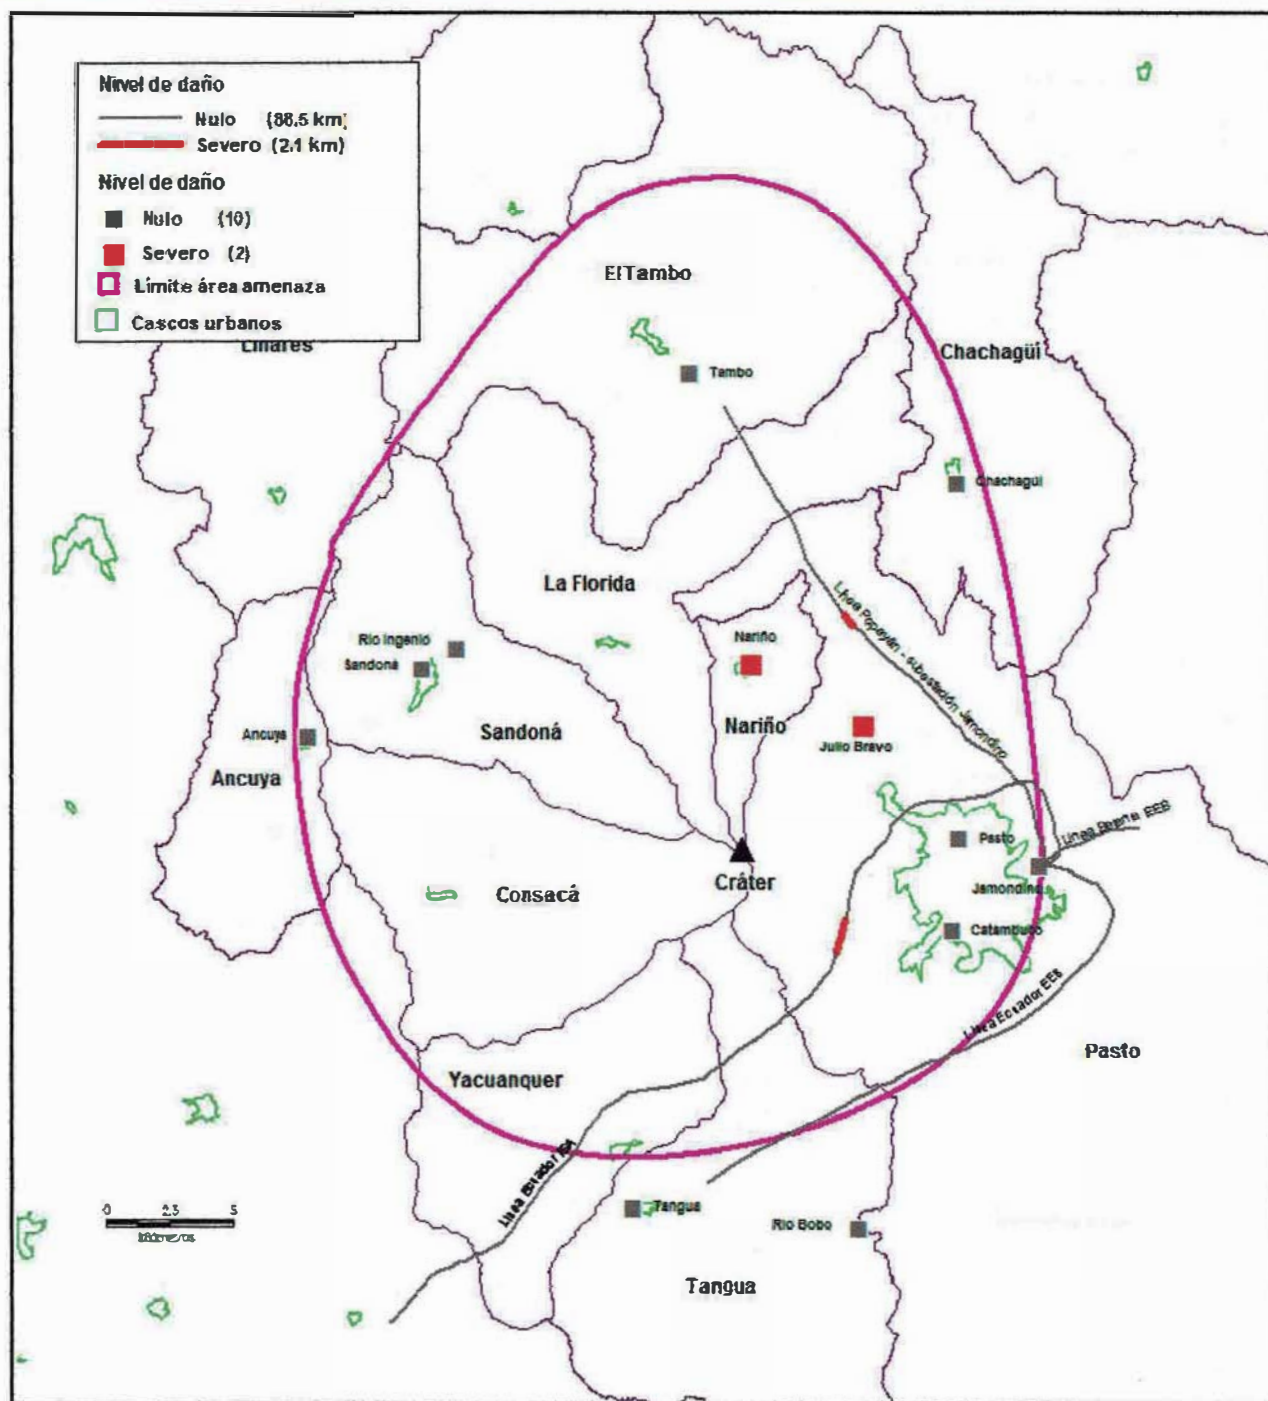 Nivel de daño
Nulo (88.5 km)
Severo (2.1 km)
Nivel de daño
Nulo (10)
Severo (2)
Límite área amenaza
Cascos urbanos
Linares
El Tambo
Chachagüí
Tambo
Chachagüí
La Florida
Línea Popayán - subestación Jamondino
Río Ingenio
Sandoná
Nariño
Sandoná
Nariño
Julio Bravo
Ancuya
Ancuya
Línea EEB
Pasto
Cráter
Jamondino
Consacá
Catambuco
Línea Ecuador EEB
Pasto
Yacuanquer
Línea Ecuador ISA
Tangua
Río Bobo
Tangua
0 2.5 5